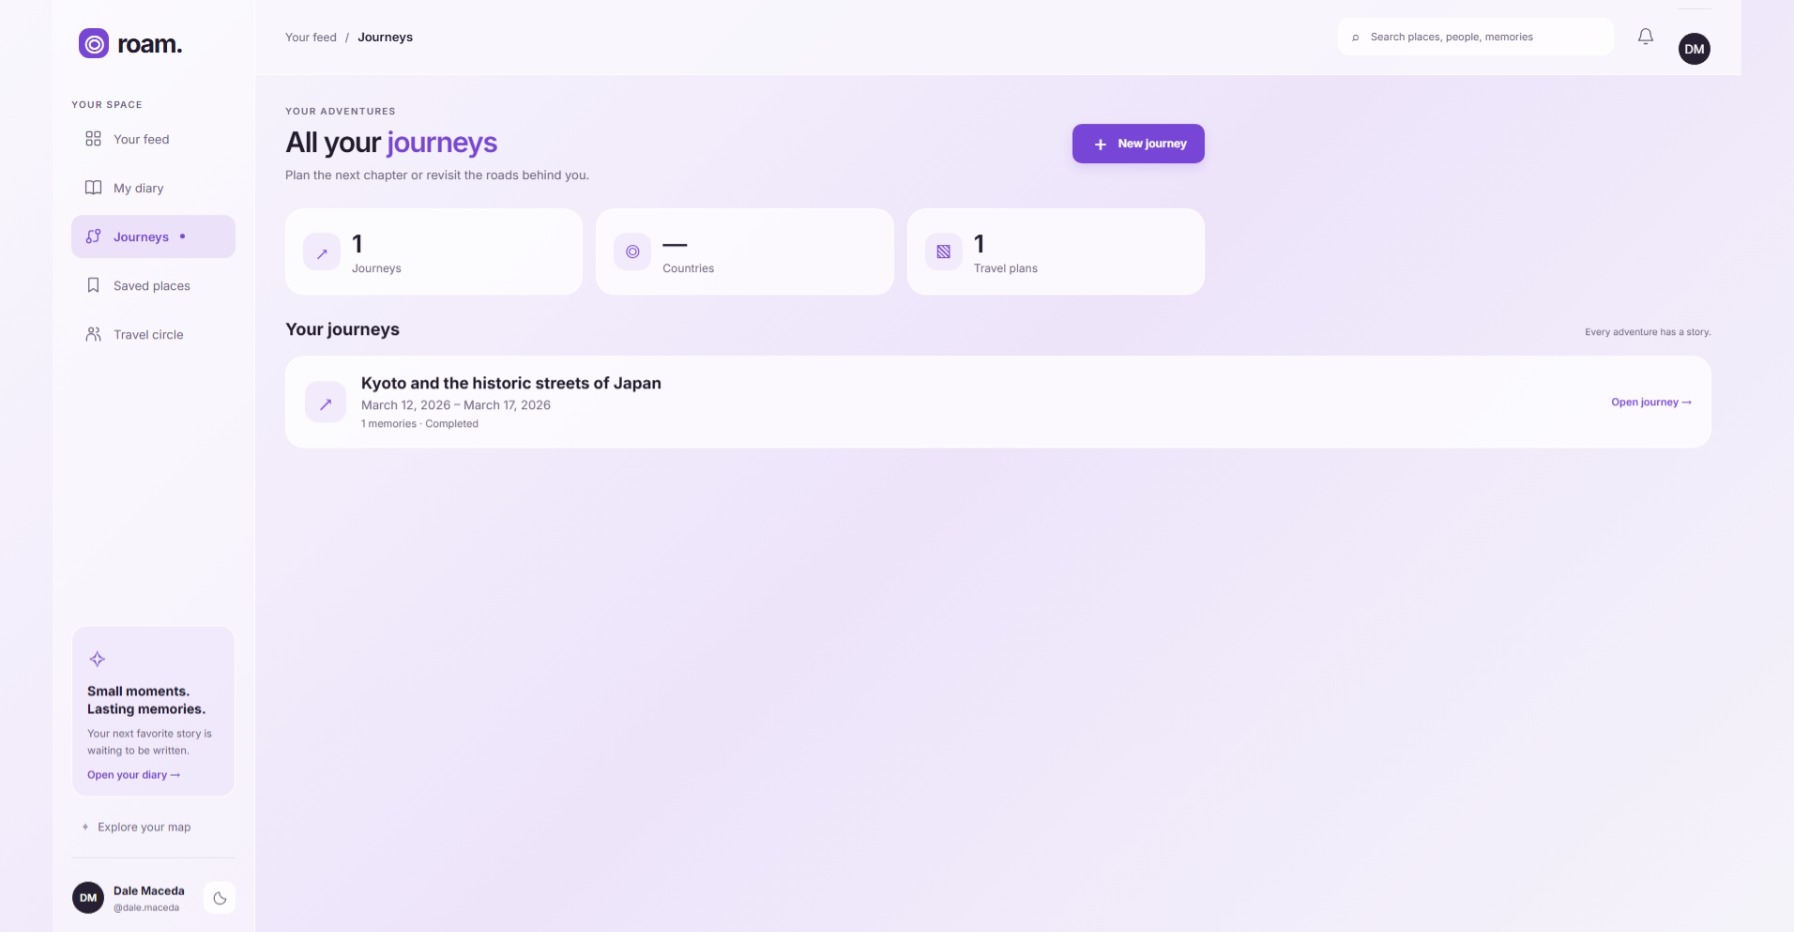 roam.
YOUR SPACE
Your feed
My diary
Journeys
Saved places
Travel circle
Small moments.
Lasting memories.
Your next favorite story is
waiting to be written.
Open your diary →
Explore your map
DM
Dale Maceda
@dale.maceda
Your feed / Journeys
Search places, people, memories
DM
YOUR ADVENTURES
All your journeys
Plan the next chapter or revisit the roads behind you.
+ New journey
1
Journeys
—
Countries
1
Travel plans
Your journeys
Every adventure has a story.
Kyoto and the historic streets of Japan
March 12, 2026 – March 17, 2026
1 memories · Completed
Open journey →